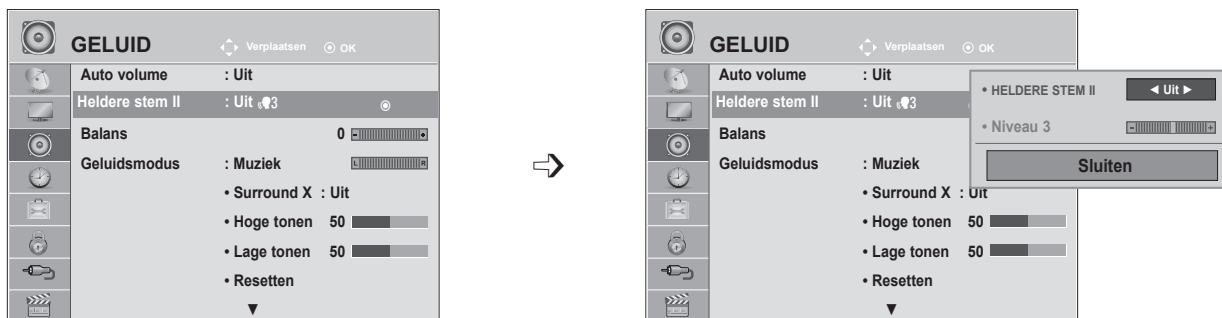 GELUID
Verplaatsen
OK
Auto volume : Uit
Heldere stem II : Uit 3
Balans 0 - +
Geluidsmodus : Muziek L R
• Surround X : Uit
• Hoge tonen 50
• Lage tonen 50
• Resetten
▼
GELUID
Verplaatsen
OK
Auto volume : Uit
Heldere stem II : Uit 3
Balans
Geluidsmodus : Muziek
• Surround X : Uit
• Hoge tonen 50
• Lage tonen 50
• Resetten
▼
• HELDERE STEM II ◄ Uit ►
• Niveau 3 - +
Sluiten